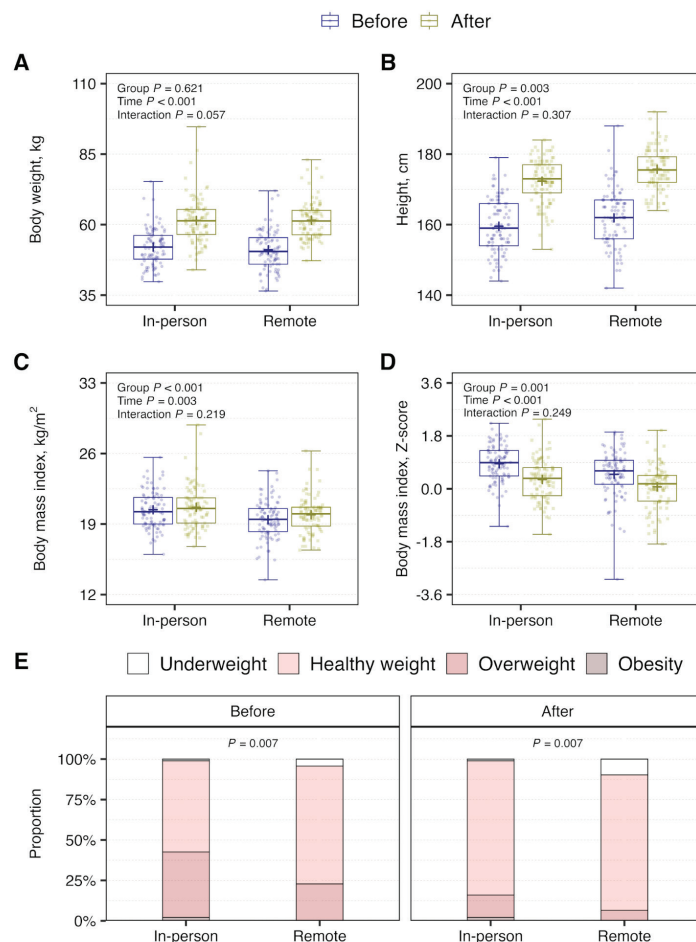 Before After
A
Body weight, kg
110
85
60
35
Group P = 0.621
Time P < 0.001
Interaction P = 0.057
In-person Remote
B
Height, cm
200
180
160
140
Group P = 0.003
Time P < 0.001
Interaction P = 0.307
In-person Remote
C
Body mass index, kg/m²
33
26
19
12
Group P < 0.001
Time P = 0.003
Interaction P = 0.219
In-person Remote
D
Body mass index, Z-score
3.6
1.8
0.0
-1.8
-3.6
Group P = 0.001
Time P < 0.001
Interaction P = 0.249
In-person Remote
E
Underweight Healthy weight Overweight Obesity
Before After
P = 0.007 P = 0.007
Proportion
100%
75%
50%
25%
0%
In-person Remote In-person Remote